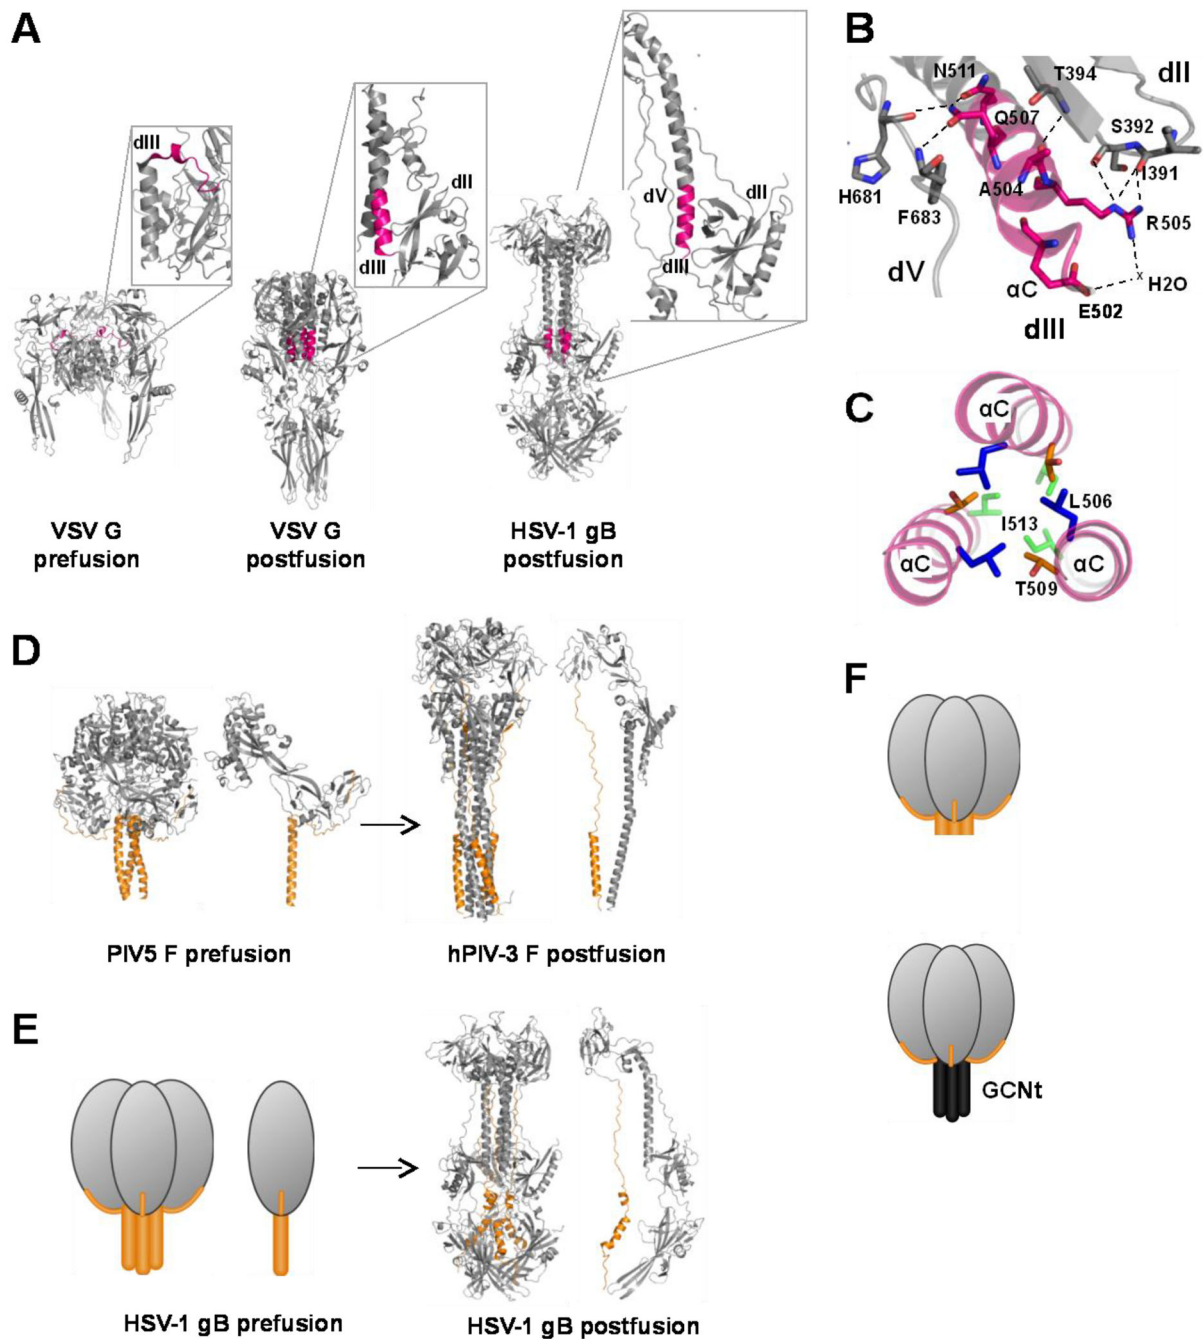 A
dIII
dII
dIII
dV
dII
dIII
VSV G
prefusion
VSV G
postfusion
HSV-1 gB
postfusion
B
N511
T394
dII
Q507
S392
H681
A504
I391
F683
R505
dV
αC
H2O
E502
dIII
C
αC
L506
I513
αC
αC
T509
D
PIV5 F prefusion
hPIV-3 F postfusion
E
HSV-1 gB prefusion
HSV-1 gB postfusion
F
GCNt